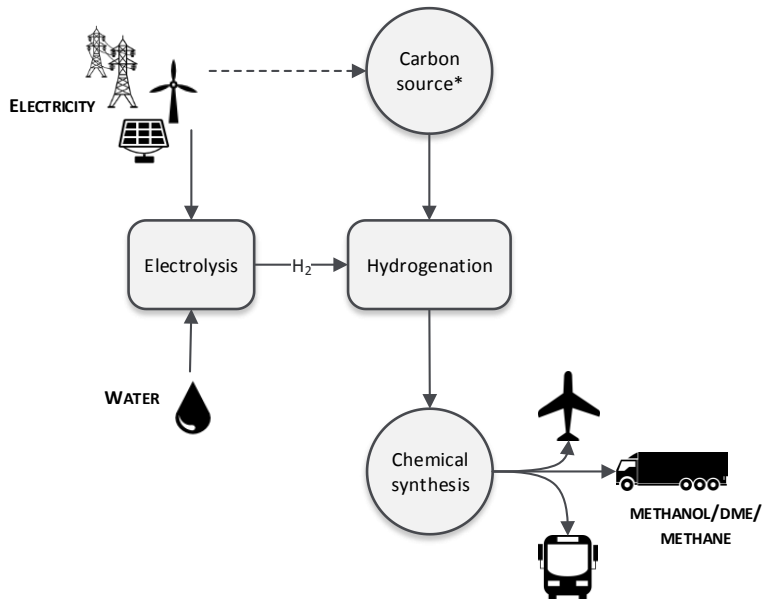 Carbon
source*
ELECTRICITY
Electrolysis
H₂
Hydrogenation
WATER
Chemical
synthesis
METHANOL/DME/
METHANE